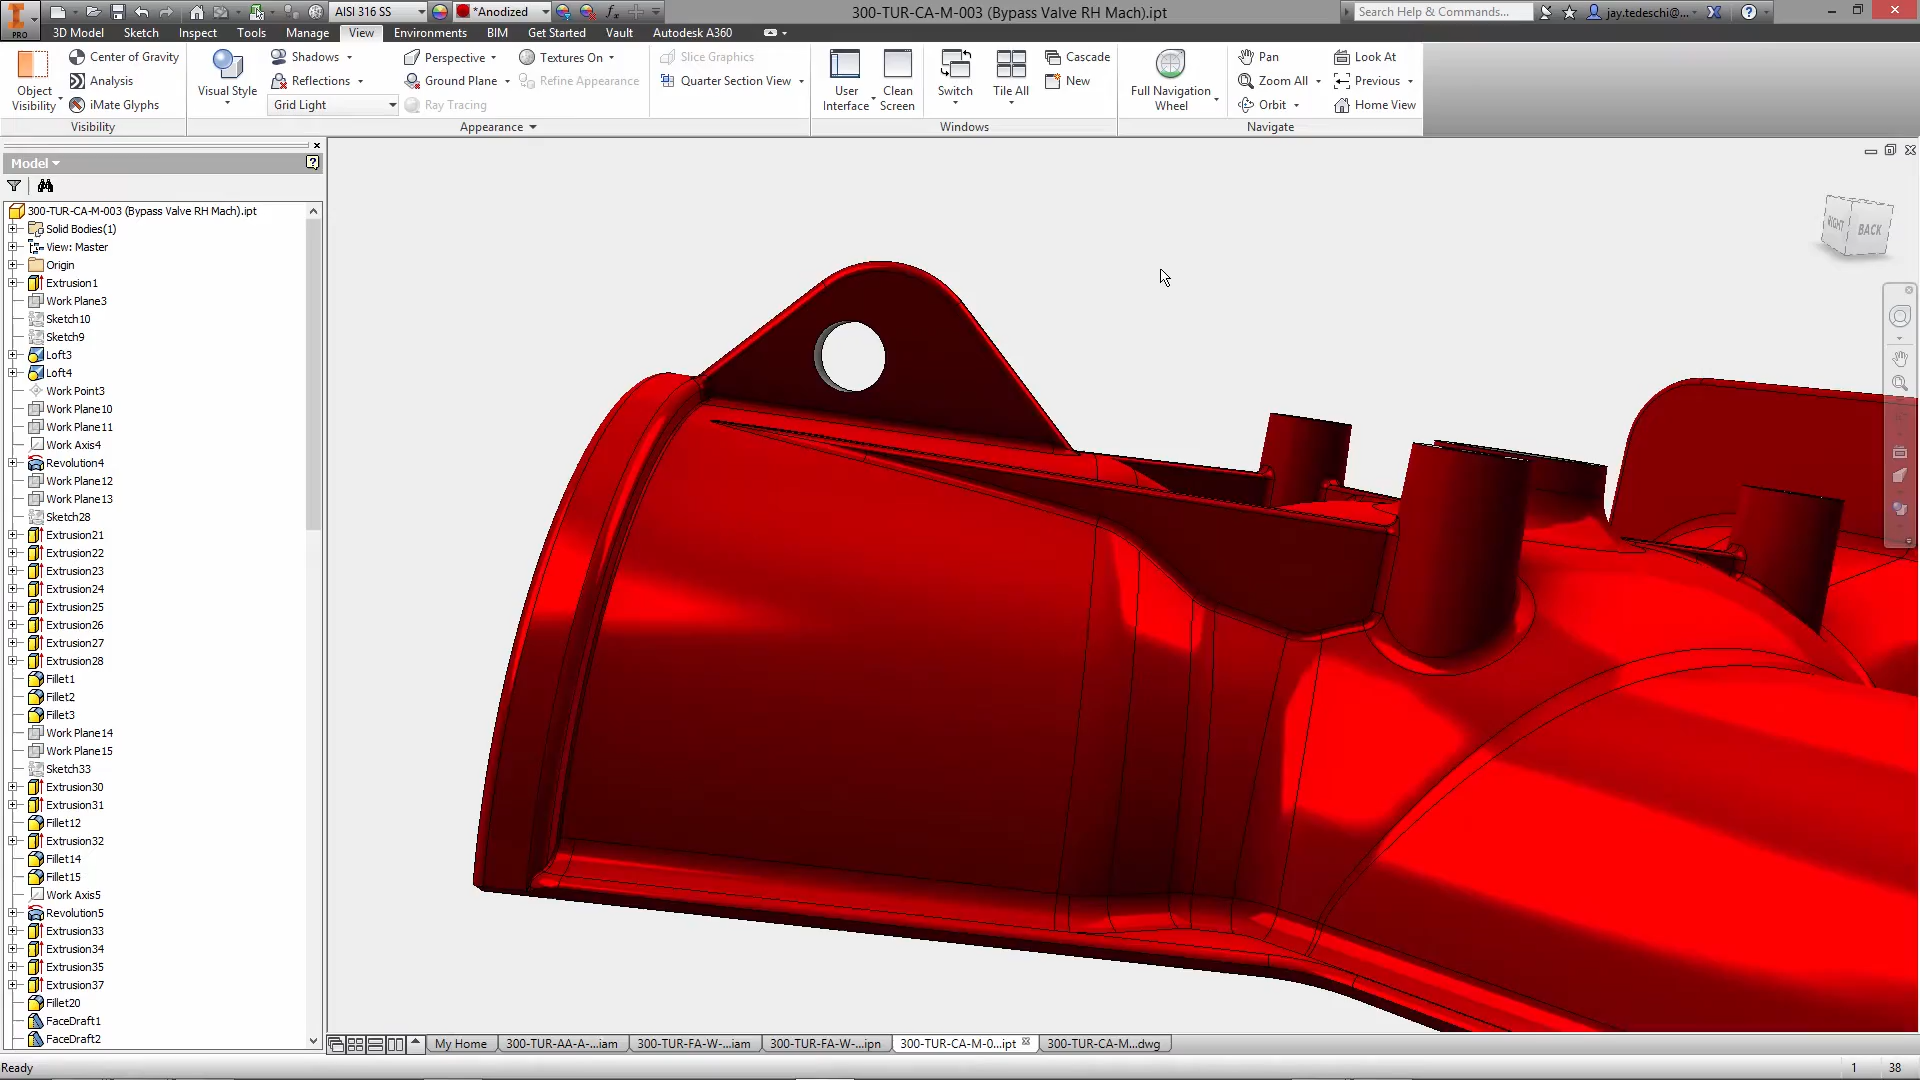 PRO
AISI 316 SS
*Anodized
300-TUR-CA-M-003 (Bypass Valve RH Mach).ipt
Search Help & Commands...
jay.tedeschi@...
3D Model Sketch Inspect Tools Manage View Environments BIM Get Started Vault Autodesk A360
Object Visibility
Center of Gravity
Analysis
iMate Glyphs
Visibility
Visual Style
Shadows
Reflections
Grid Light
Perspective
Ground Plane
Ray Tracing
Textures On
Refine Appearance
Appearance
Slice Graphics
Quarter Section View
User Interface
Clean Screen
Switch
Tile All
Cascade
New
Windows
Full Navigation Wheel
Pan
Zoom All
Orbit
Look At
Previous
Home View
Navigate
Model
300-TUR-CA-M-003 (Bypass Valve RH Mach).ipt
Solid Bodies(1)
View: Master
Origin
Extrusion1
Work Plane3
Sketch10
Sketch9
Loft3
Loft4
Work Point3
Work Plane10
Work Plane11
Work Axis4
Revolution4
Work Plane12
Work Plane13
Sketch28
Extrusion21
Extrusion22
Extrusion23
Extrusion24
Extrusion25
Extrusion26
Extrusion27
Extrusion28
Fillet1
Fillet2
Fillet3
Work Plane14
Work Plane15
Sketch33
Extrusion30
Extrusion31
Fillet12
Extrusion32
Fillet14
Fillet15
Work Axis5
Revolution5
Extrusion33
Extrusion34
Extrusion35
Extrusion37
Fillet20
FaceDraft1
FaceDraft2
RIGHT BACK
My Home 300-TUR-AA-A-...iam 300-TUR-FA-W-...iam 300-TUR-FA-W-...ipn 300-TUR-CA-M-0...ipt 300-TUR-CA-M...dwg
Ready
1 38